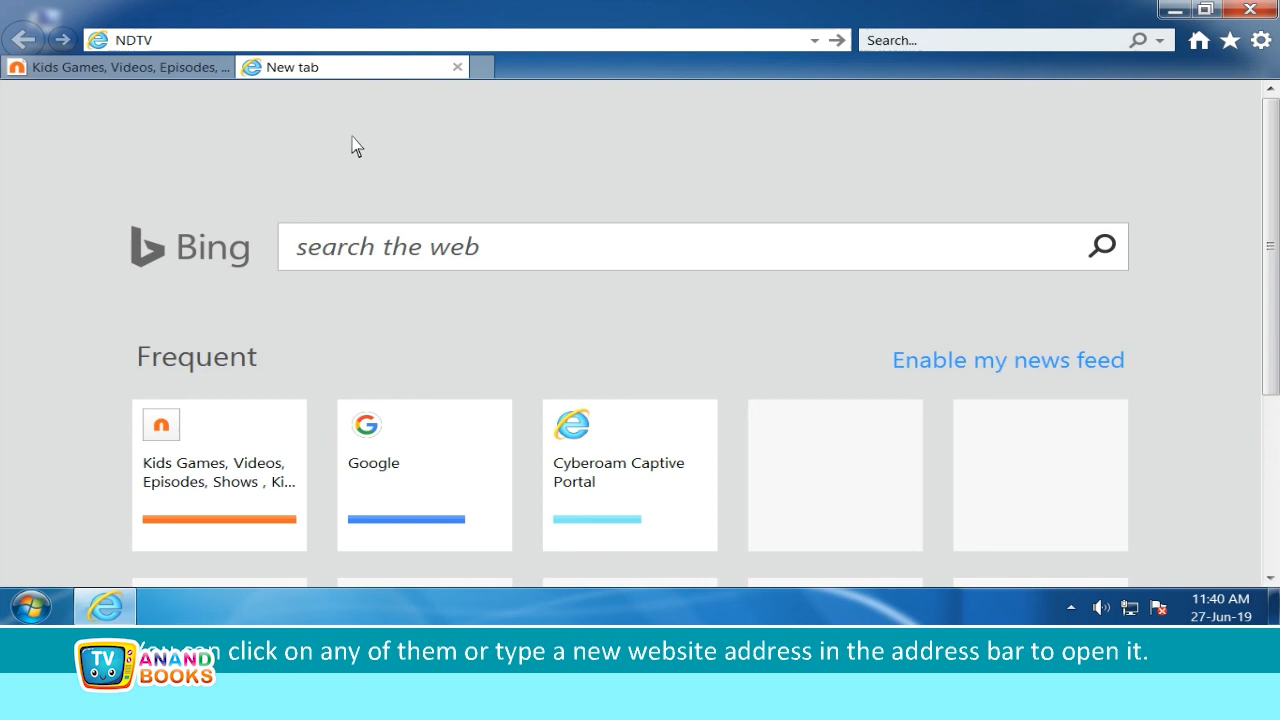 NDTV
Search...
Kids Games, Videos, Episodes, ...
New tab
Bing
search the web
Frequent
Enable my news feed
Kids Games, Videos,
Episodes, Shows , Ki...
Google
Cyberoam Captive
Portal
11:40 AM
27-Jun-19
You can click on any of them or type a new website address in the address bar to open it.
TV ANAND
BOOKS